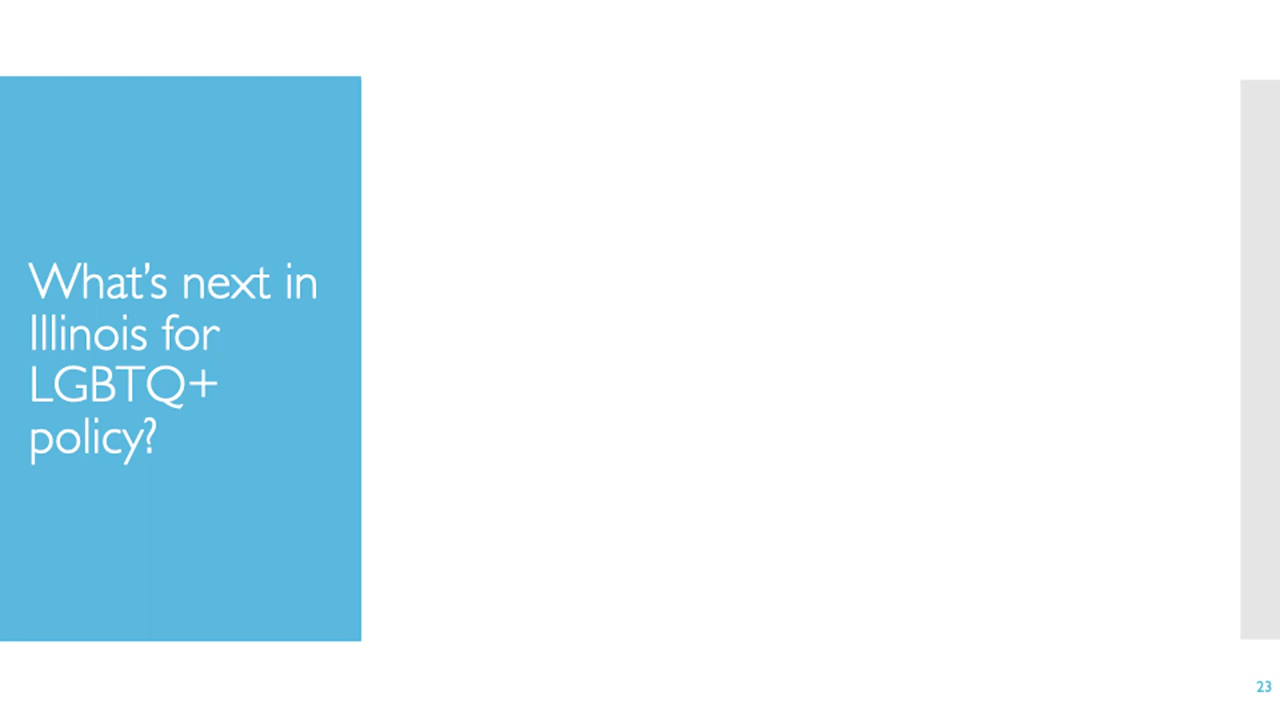 What’s next in
Illinois for
LGBTQ+
policy?
23